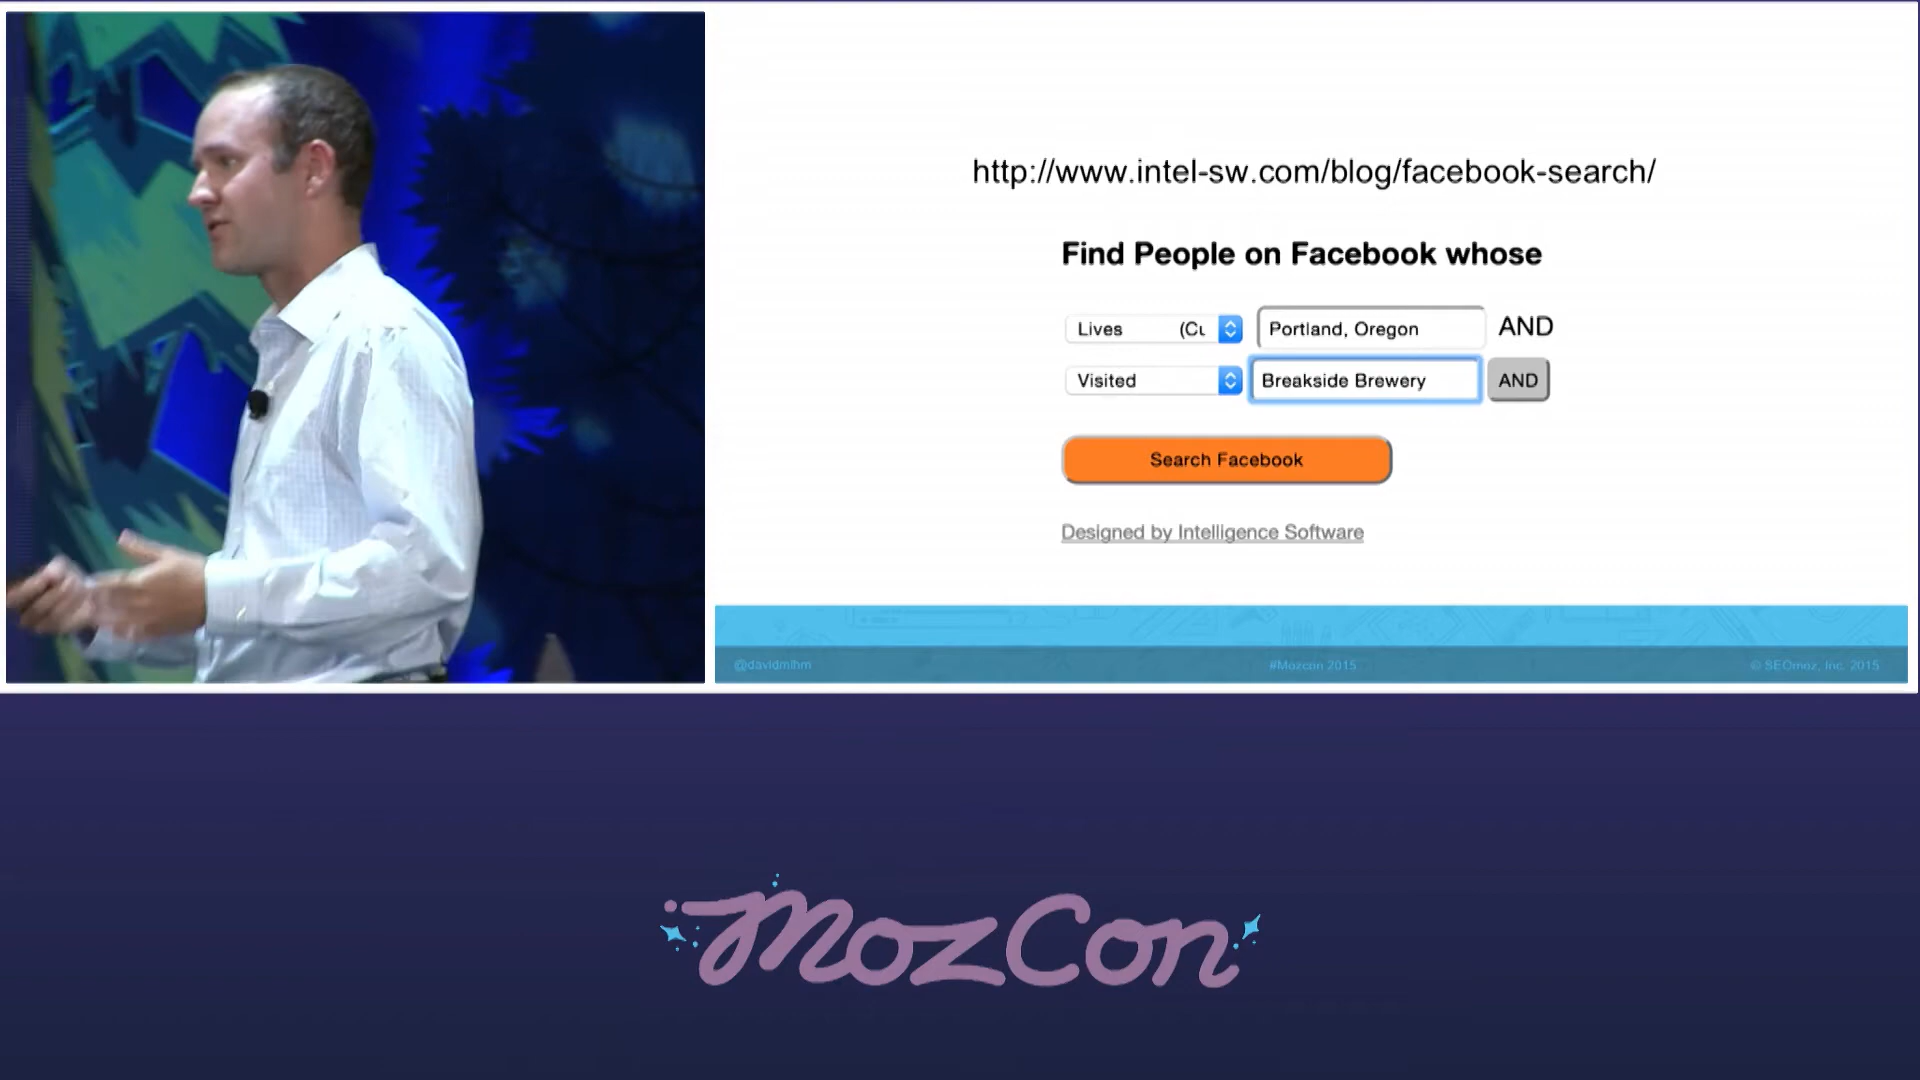 http://www.intel-sw.com/blog/facebook-search/
Find People on Facebook whose
Lives (Cu Portland, Oregon AND
Visited Breakside Brewery AND
Search Facebook
Designed by Intelligence Software
@davidmihm #Mozcon 2015 © SEOmoz, Inc. 2015
MozCon